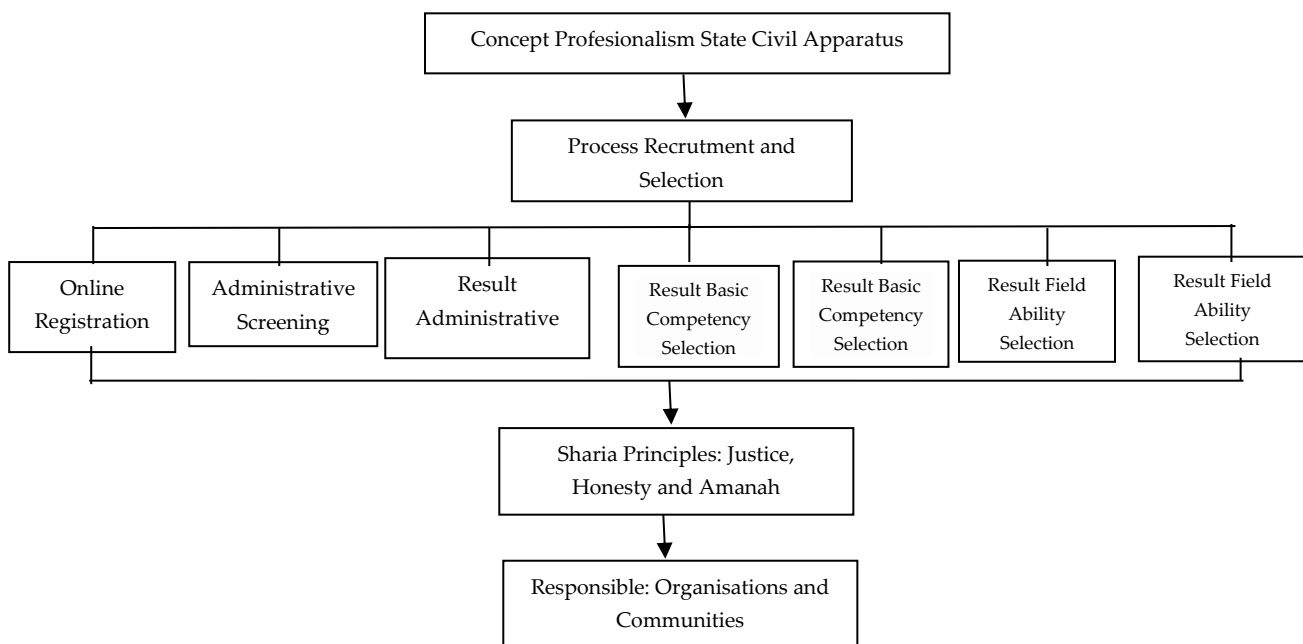 Concept Profesionalism State Civil Apparatus
Process Recrutment and
Selection
Online
Registration
Administrative
Screening
Result
Administrative
Result Basic
Competency
Selection
Result Basic
Competency
Selection
Result Field
Ability
Selection
Result Field
Ability
Selection
Sharia Principles: Justice,
Honesty and Amanah
Responsible: Organisations and
Communities